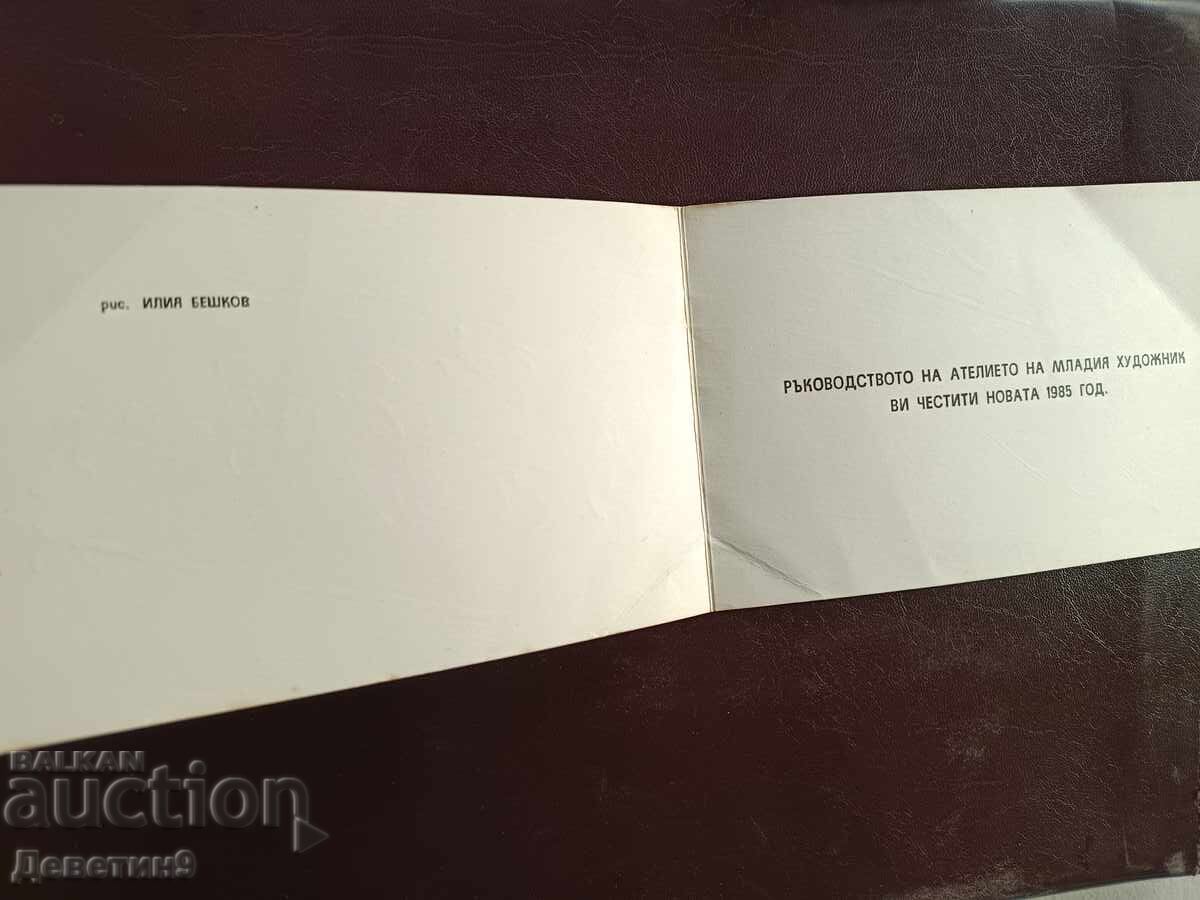 рис. ИЛИЯ БЕШКОВ
РЪКОВОДСТВОТО НА АТЕЛИЕТО НА МЛАДИЯ ХУДОЖНИК
ВИ ЧЕСТИТИ НОВАТА 1985 ГОД.
BALKAN
auction
Деветин9